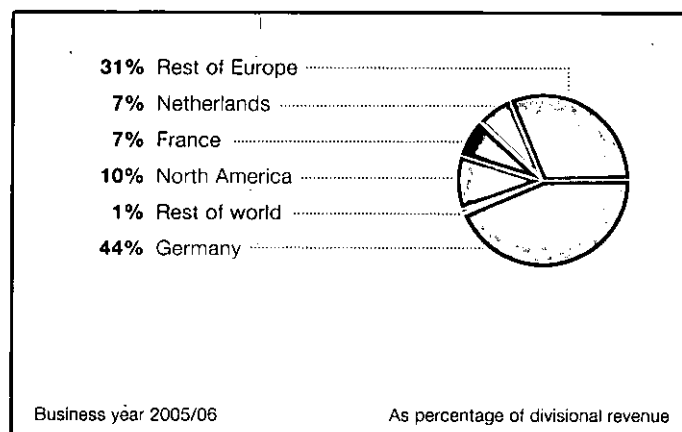 31% Rest of Europe
7% Netherlands
7% France
10% North America
1% Rest of world
44% Germany
Business year 2005/06 As percentage of divisional revenue